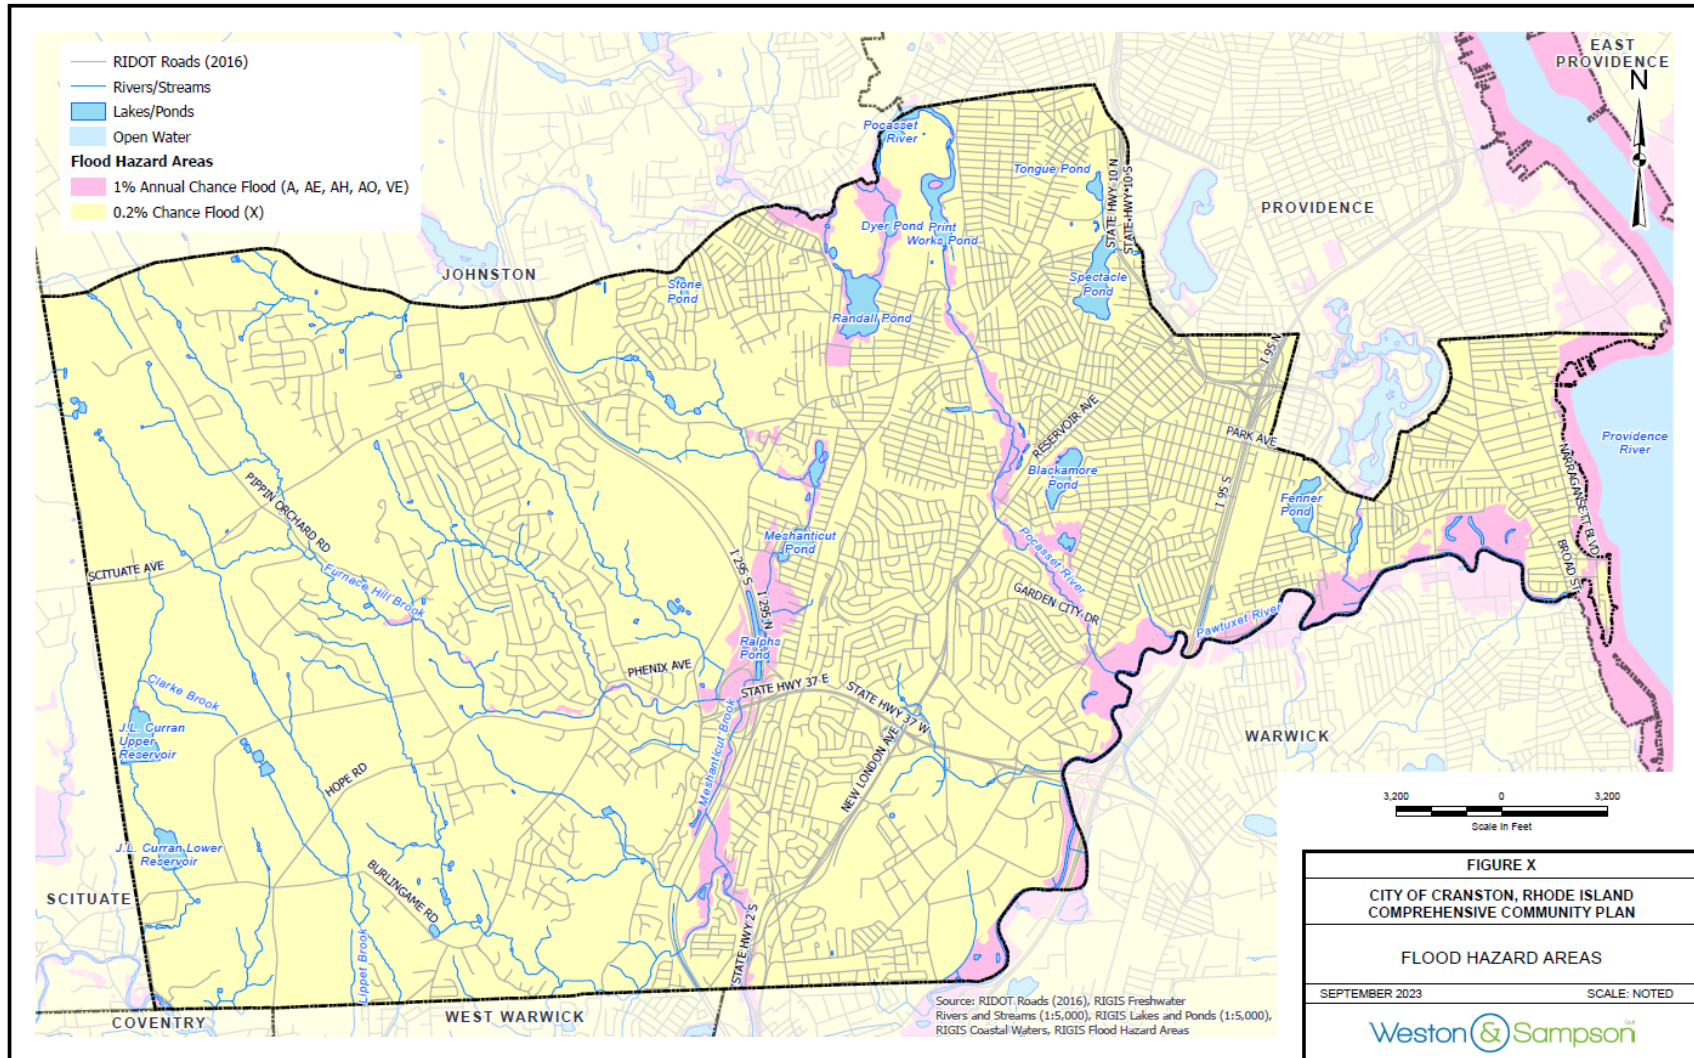 RIDOT Roads (2016)
Rivers/Streams
Lakes/Ponds
Open Water
Flood Hazard Areas
1% Annual Chance Flood (A, AE, AH, AO, VE)
0.2% Chance Flood (X)
EAST
PROVIDENCE
N
Pocasset
River
Tongue Pond
STATE HWY 10 N
STATE HWY 10 S
PROVIDENCE
Dyer Pond
Print
Works Pond
JOHNSTON
Stone
Pond
Spectacle
Pond
Randall Pond
I 95 N
RESERVOIR AVE
PARK AVE
Providence
River
NARRAGANSETT BLVD
PIPPIN ORCHARD RD
Blackamore
Pond
I 95 S
Fenner
Pond
Meshanticut
Pond
Pocasset River
BROAD ST
SCITUATE AVE
Furnace Hill Brook
I 295 S
I 295 N
GARDEN CITY DR
Pawtuxet River
Ralphs
Pond
PHENIX AVE
STATE HWY 37 E
STATE HWY 37 W
Clarke Brook
J.L. Curran
Upper
Reservoir
Meshanticut Brook
NEW LONDON AVE
WARWICK
HOPE RD
J.L. Curran Lower
Reservoir
BURLINGAME RD
SCITUATE
Lippet Brook
STATE HWY 2 S
COVENTRY
WEST WARWICK
3,200
0
3,200
Scale In Feet
Source: RIDOT Roads (2016), RIGIS Freshwater
Rivers and Streams (1:5,000), RIGIS Lakes and Ponds (1:5,000),
RIGIS Coastal Waters, RIGIS Flood Hazard Areas
FIGURE X
CITY OF CRANSTON, RHODE ISLAND
COMPREHENSIVE COMMUNITY PLAN
FLOOD HAZARD AREAS
SEPTEMBER 2023
SCALE: NOTED
Weston & Sampson